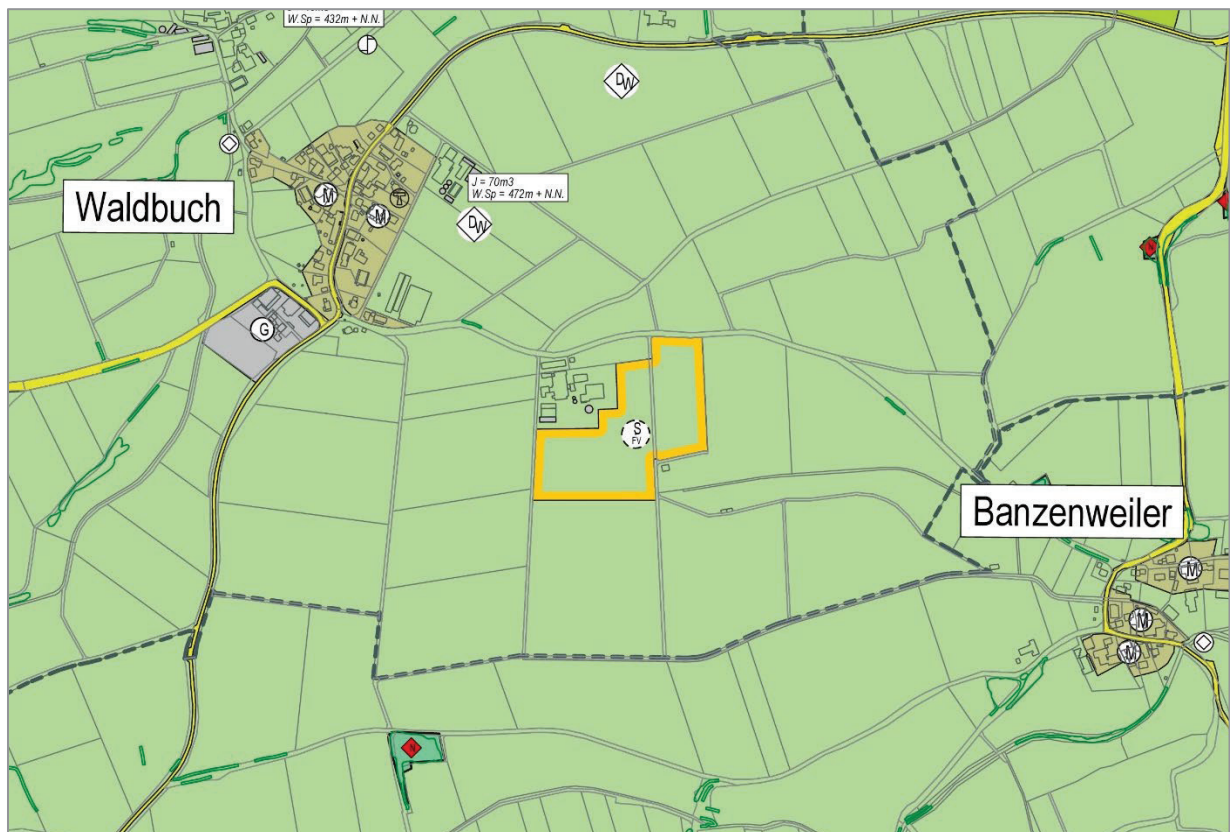 W.Sp = 432m + N.N.
DW
J = 70m3
W.Sp = 472m + N.N.
Waldbuch
M
M
DW
N
G
S
FV
Banzenweiler
M
M
M
N